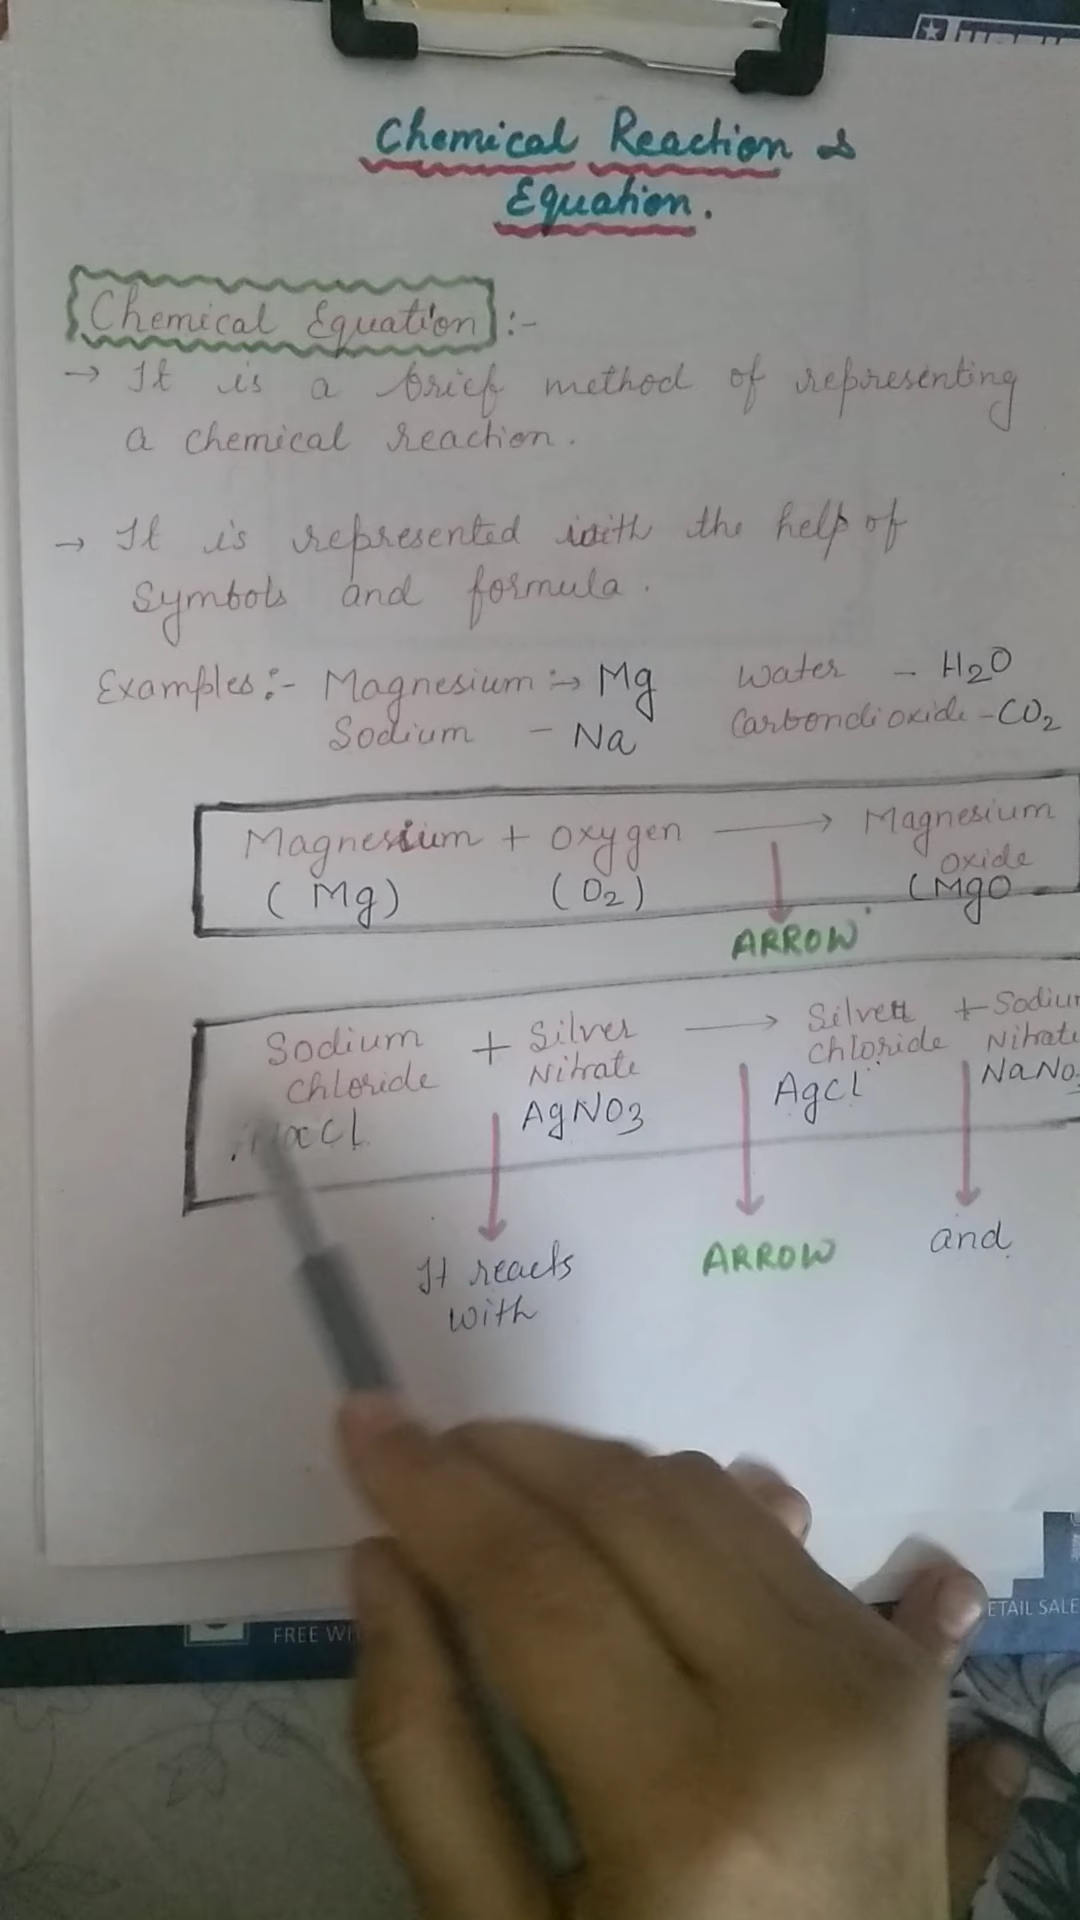 Chemical Reaction &
Equation.
Chemical Equation :-
→ It is a brief method of representing
a chemical reaction.
→ It is represented with the help of
Symbols and formula.
Examples:- Magnesium :→ Mg Water - H2O
Sodium - Na Carbondioxide - CO2
Magnesium + Oxygen ⟶ Magnesium
oxide
(Mg) (O2) (MgO
ARROW
Sodium + Silver ⟶ Silver + Sodium
Chloride Nitrate Chloride Nitrate
NaCl AgNO3 AgCl NaNO3
It reacts ARROW and
with
FREE WI
ETAIL SALE